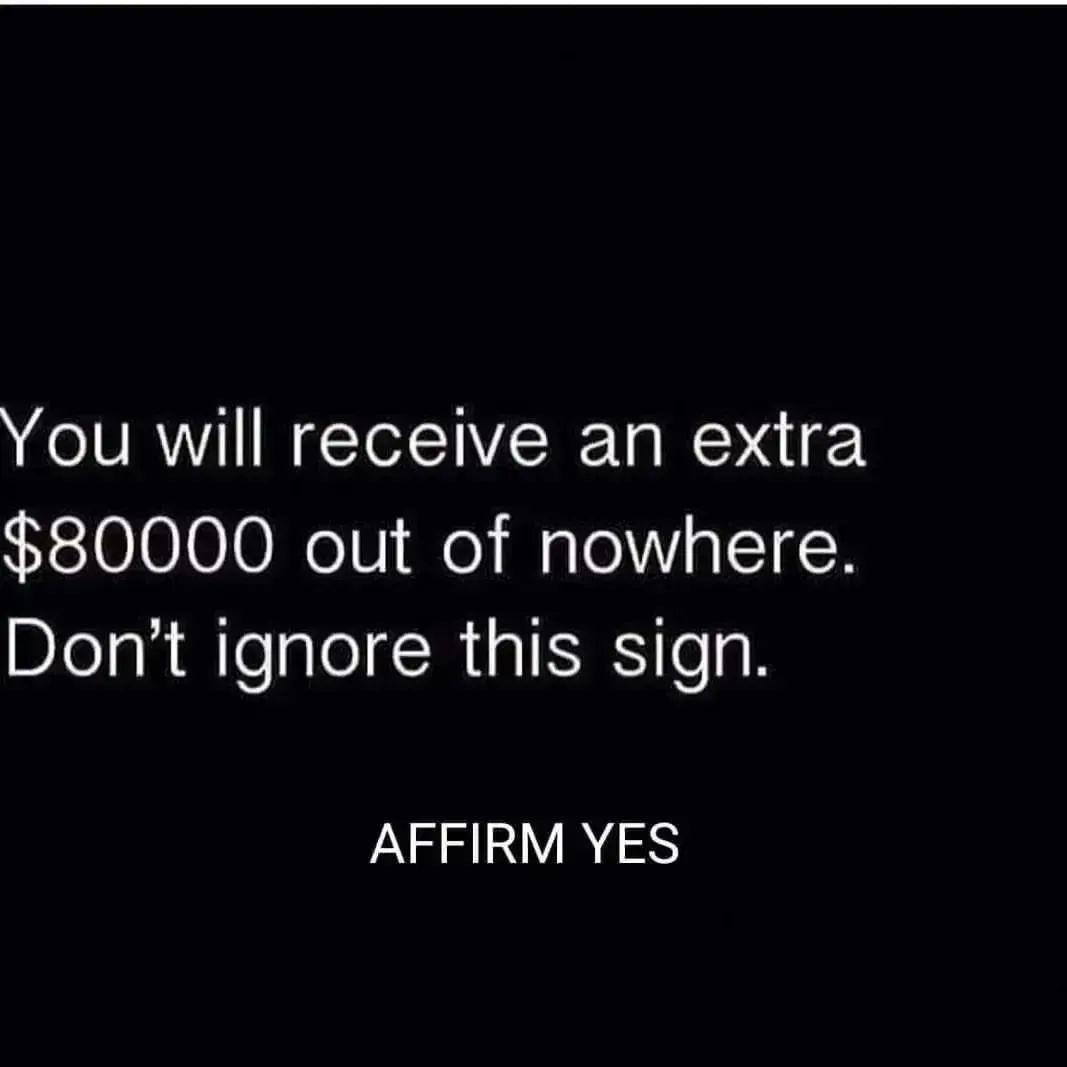 You will receive an extra
$80000 out of nowhere.
Don’t ignore this sign.
AFFIRM YES